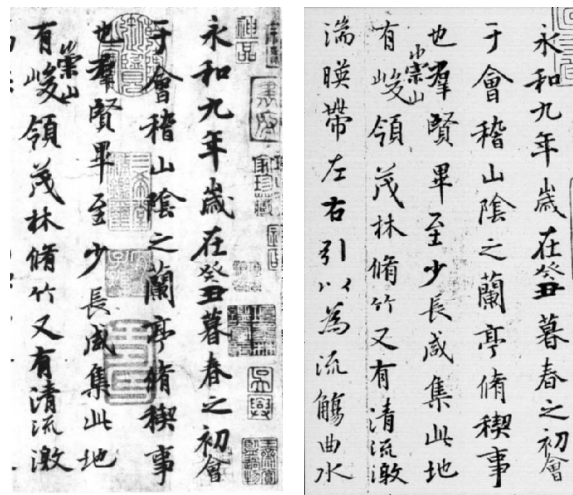 永和九年歲在癸丑暮春之初會
于會稽山陰之蘭亭脩稧事
也羣賢畢至少長咸集此地
有崇山峻領茂林脩竹又有清流激
永和九年歲在癸丑暮春之初會
于會稽山陰之蘭亭脩稧事
也羣賢畢至少長咸集此地
有崇山峻領茂林脩竹又有清流激
湍暎帶左右引以為流觴曲水